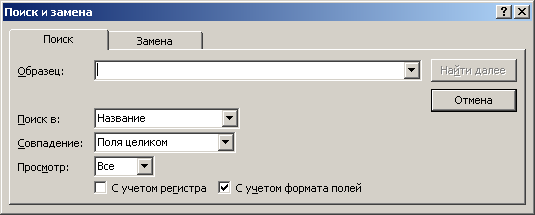 Поиск и замена
Поиск Замена
Образец: Найти далее
Отмена
Поиск в: Название
Совпадение: Поля целиком
Просмотр: Все
С учетом регистра С учетом формата полей